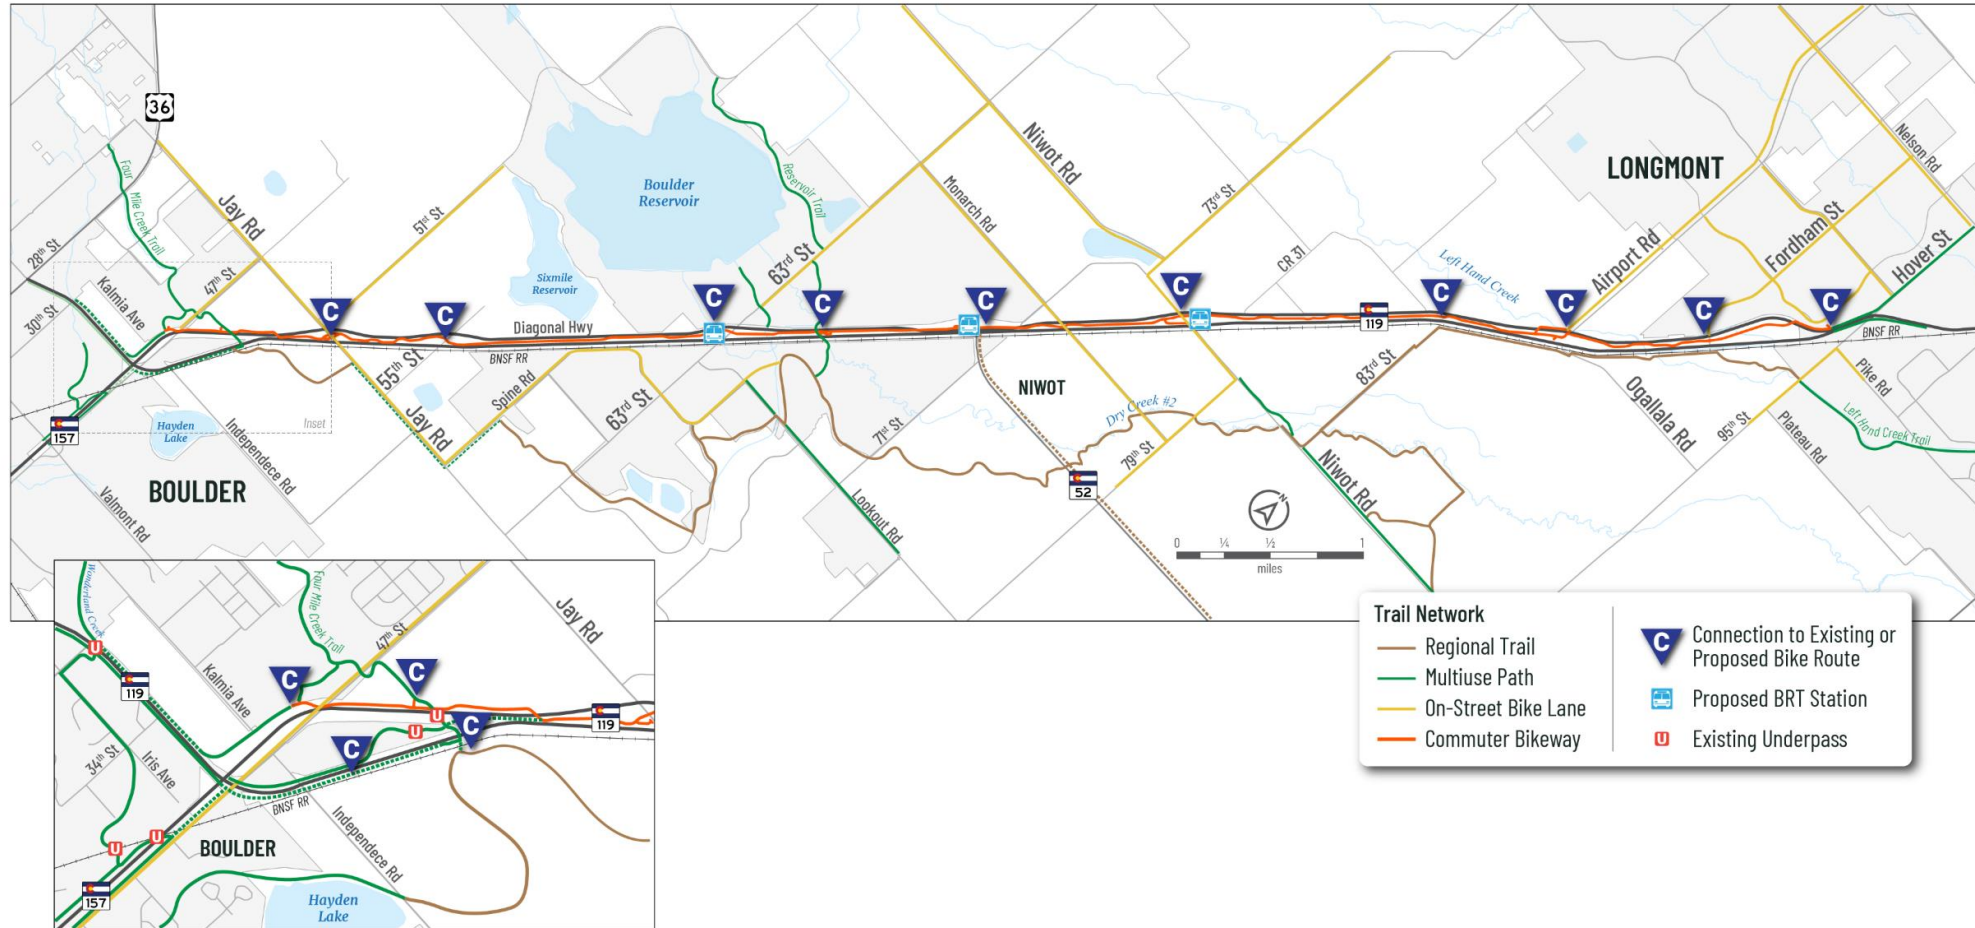 36
Four
Mile Creek Trail
28th St
30th St
Kalmia Ave
47th St
Jay Rd
51st St
C
C
Sixmile
Reservoir
Boulder
Reservoir
Reservoir Trail
63rd St
Monarch Rd
Niwot Rd
73rd St
CR 31
Left Hand Creek
LONGMONT
Airport Rd
Fordham St
Hover St
Nelson Rd
C
C
C
C
C
C
C
C
Diagonal Hwy
BNSF RR
119
BNSF RR
157
Hayden
Lake
Inset
Independece Rd
BOULDER
Valmont Rd
55th St
Jay Rd
Spine Rd
63rd St
71st St
Lookout Rd
NIWOT
Dry Creek #2
79th St
52
83rd St
Niwot Rd
Ogallala Rd
95th St
Pike Rd
Plateau Rd
Left Hand Creek Trail
N
0 ¼ ½ 1
miles
Wonderland Creek
Four Mile Creek Trail
47th St
Jay Rd
U
119
Kalmia Ave
C
C
U
C
U
C
119
34th St
Iris Ave
BNSF RR
Independece Rd
U
U
BOULDER
157
Hayden
Lake
Trail Network
Regional Trail
Multiuse Path
On-Street Bike Lane
Commuter Bikeway
C
Connection to Existing or
Proposed Bike Route
Proposed BRT Station
U
Existing Underpass